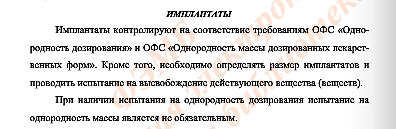 ИМПЛАНТАТЫ
Имплантаты контролируют на соответствие требованиям ОФС «Одно-
родность дозирования» и ОФС «Однородность массы дозированных лекарст-
венных форм». Кроме того, необходимо определять размер имплантатов и
проводить испытание на высвобождение действующего вещества (веществ).
При наличии испытания на однородность дозирования испытание на
однородность массы является не обязательным.